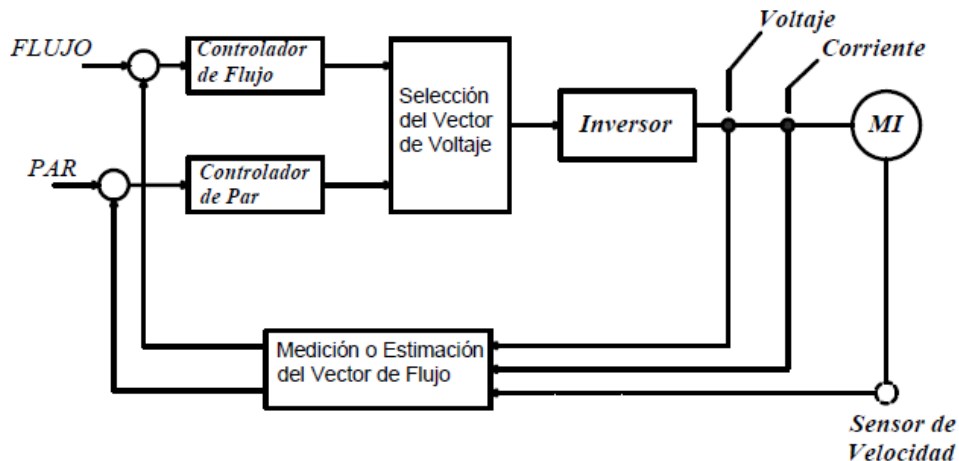 Voltaje
Corriente
FLUJO
Controlador
de Flujo
Selección
del Vector
de Voltaje
Inversor
MI
PAR
Controlador
de Par
Medición o Estimación
del Vector de Flujo
Sensor de
Velocidad